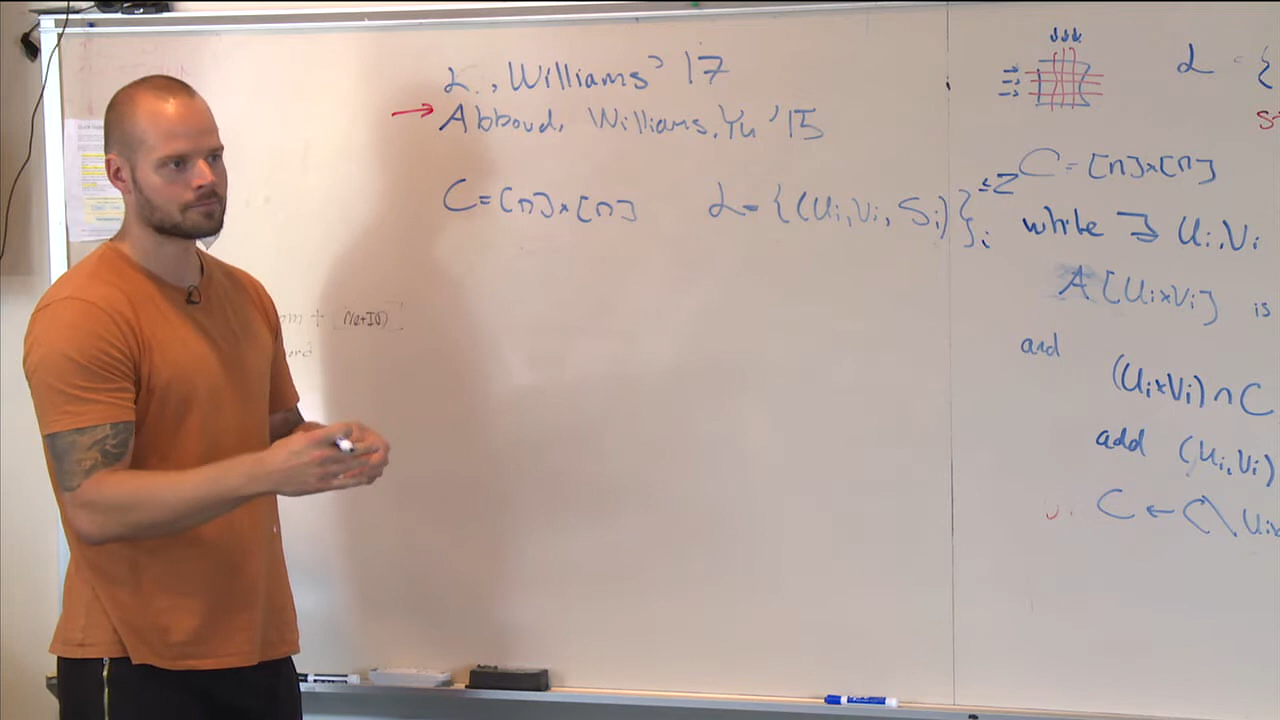 L., Williams '17
→ Abboud, Williams, Yu '15
C=[n]×[n] L={(Ui,Vi,Si)}i ≤Z
L = {
C=[n]×[n]
while ∃ Ui,Vi
A[Ui×Vi] is
and
(Ui×Vi)∩C
add (Ui,Vi)
C ← C\Ui×